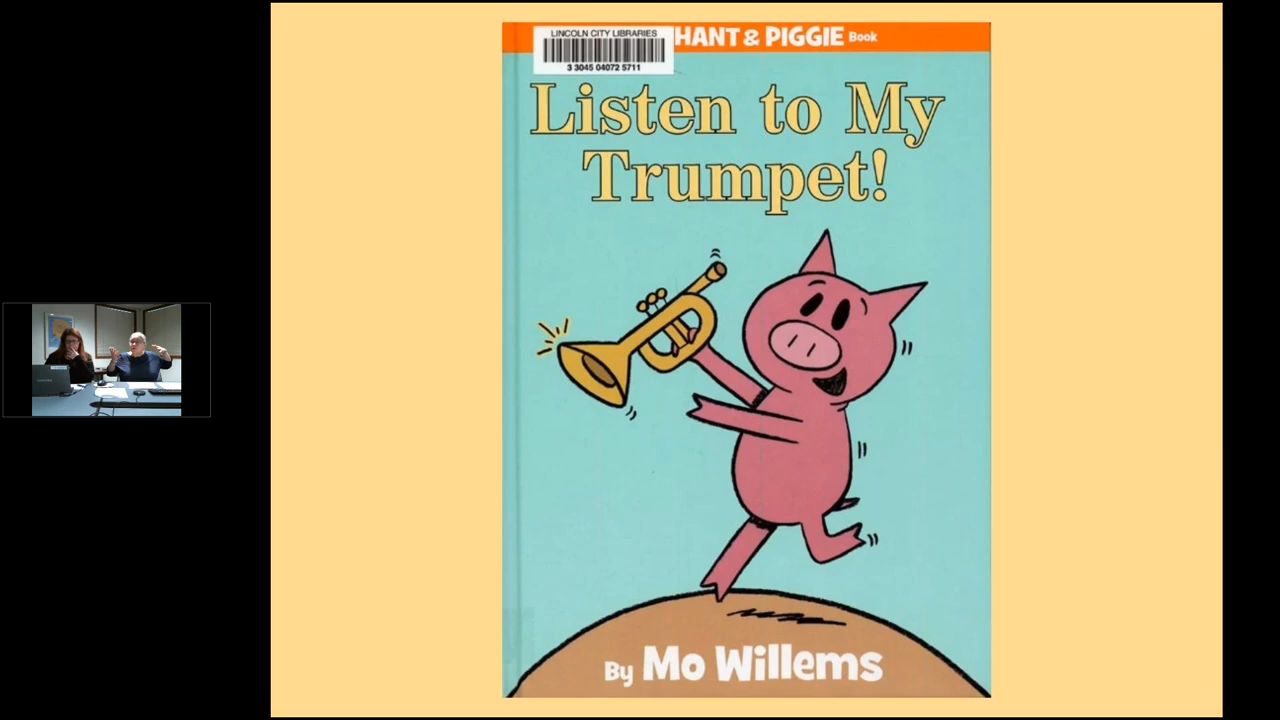 LINCOLN CITY LIBRARIES
3 3045 04072 5711
HANT & PIGGIE Book
Listen to My
Trumpet!
By Mo Willems